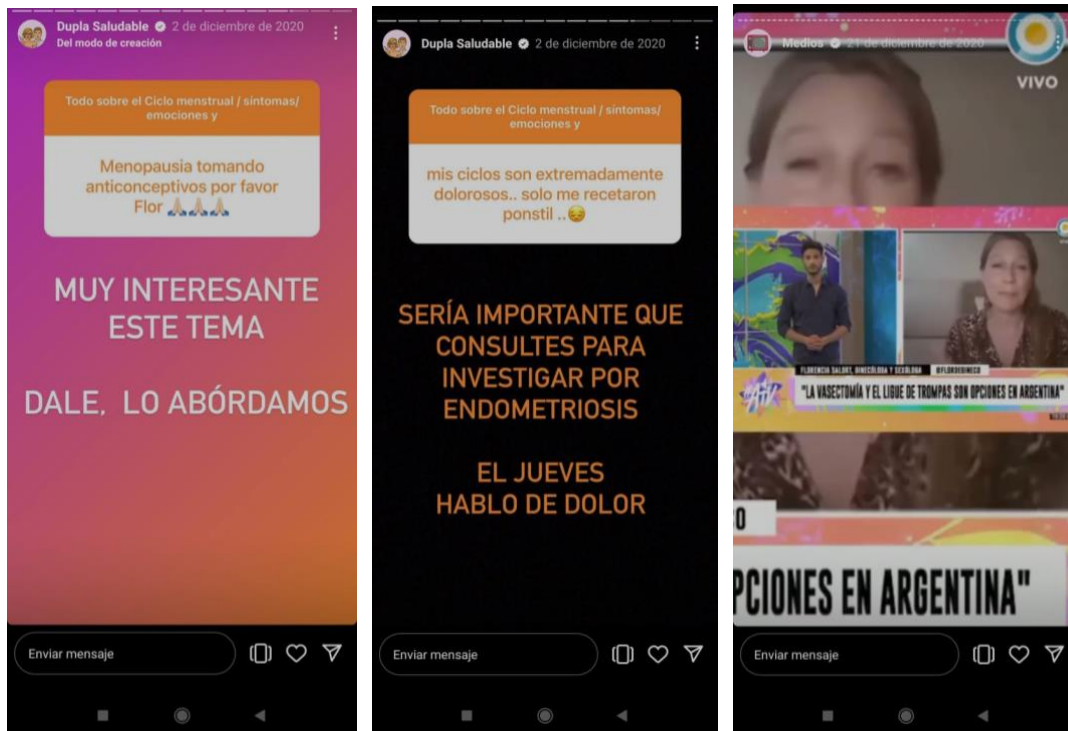 Dupla Saludable 2 de diciembre de 2020
Del modo de creación
Todo sobre el Ciclo menstrual / síntomas/
emociones y
Menopausia tomando
anticonceptivos por favor
Flor 🙏🏻🙏🏻🙏🏻
MUY INTERESANTE
ESTE TEMA
DALE, LO ABÓRDAMOS
Enviar mensaje
Dupla Saludable 2 de diciembre de 2020
Todo sobre el Ciclo menstrual / síntomas/
emociones y
mis ciclos son extremadamente
dolorosos.. solo me recetaron
ponstil ..😔
SERÍA IMPORTANTE QUE
CONSULTES PARA
INVESTIGAR POR
ENDOMETRIOSIS
EL JUEVES
HABLO DE DOLOR
Enviar mensaje
Medios 21 de diciembre de 2020
VIVO
FLORENCIA SALORT, GINECÓLOGA Y SEXÓLOGA @FLORDEGINECO
"LA VASECTOMÍA Y EL LIGUE DE TROMPAS SON OPCIONES EN ARGENTINA"
O
PCIONES EN ARGENTINA"
Enviar mensaje